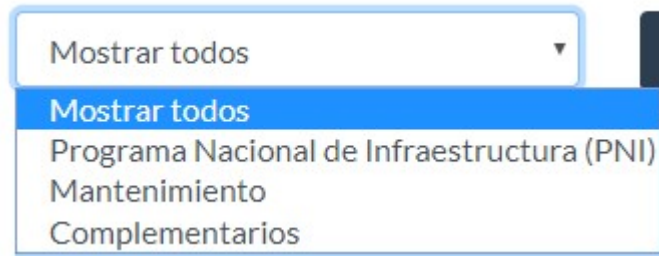 Mostrar todos
Mostrar todos
Programa Nacional de Infraestructura (PNI)
Mantenimiento
Complementarios